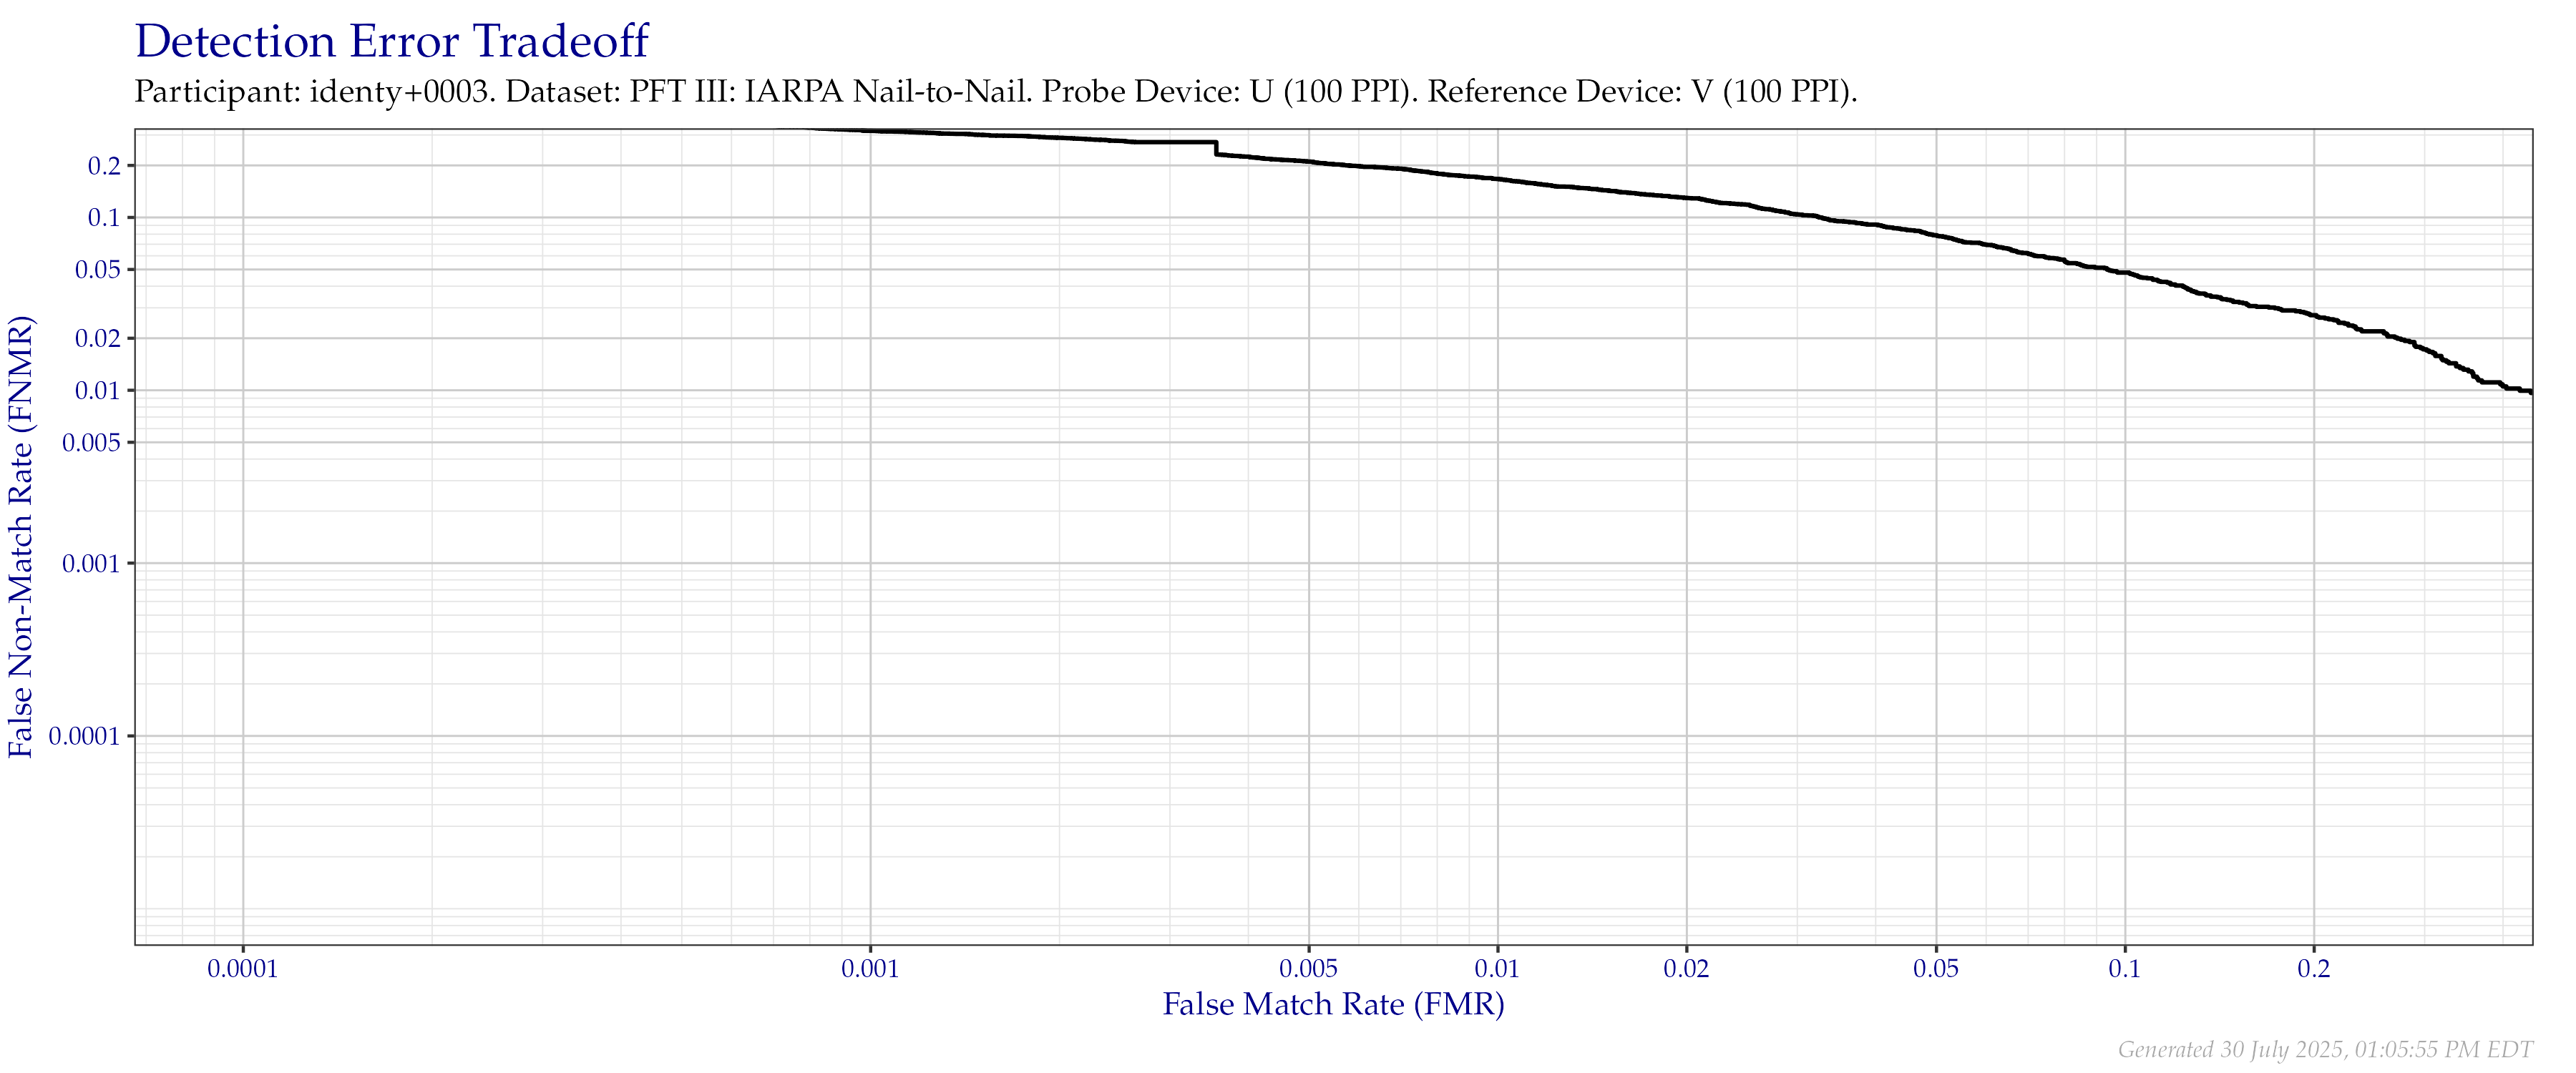 Detection Error Tradeoff
Participant: identy+0003. Dataset: PFT III: IARPA Nail-to-Nail. Probe Device: U (100 PPI). Reference Device: V (100 PPI).
False Non-Match Rate (FNMR)
0.2
0.1
0.05
0.02
0.01
0.005
0.001
0.0001
0.0001 0.001 0.005 0.01 0.02 0.05 0.1 0.2
False Match Rate (FMR)
Generated 30 July 2025, 01:05:55 PM EDT